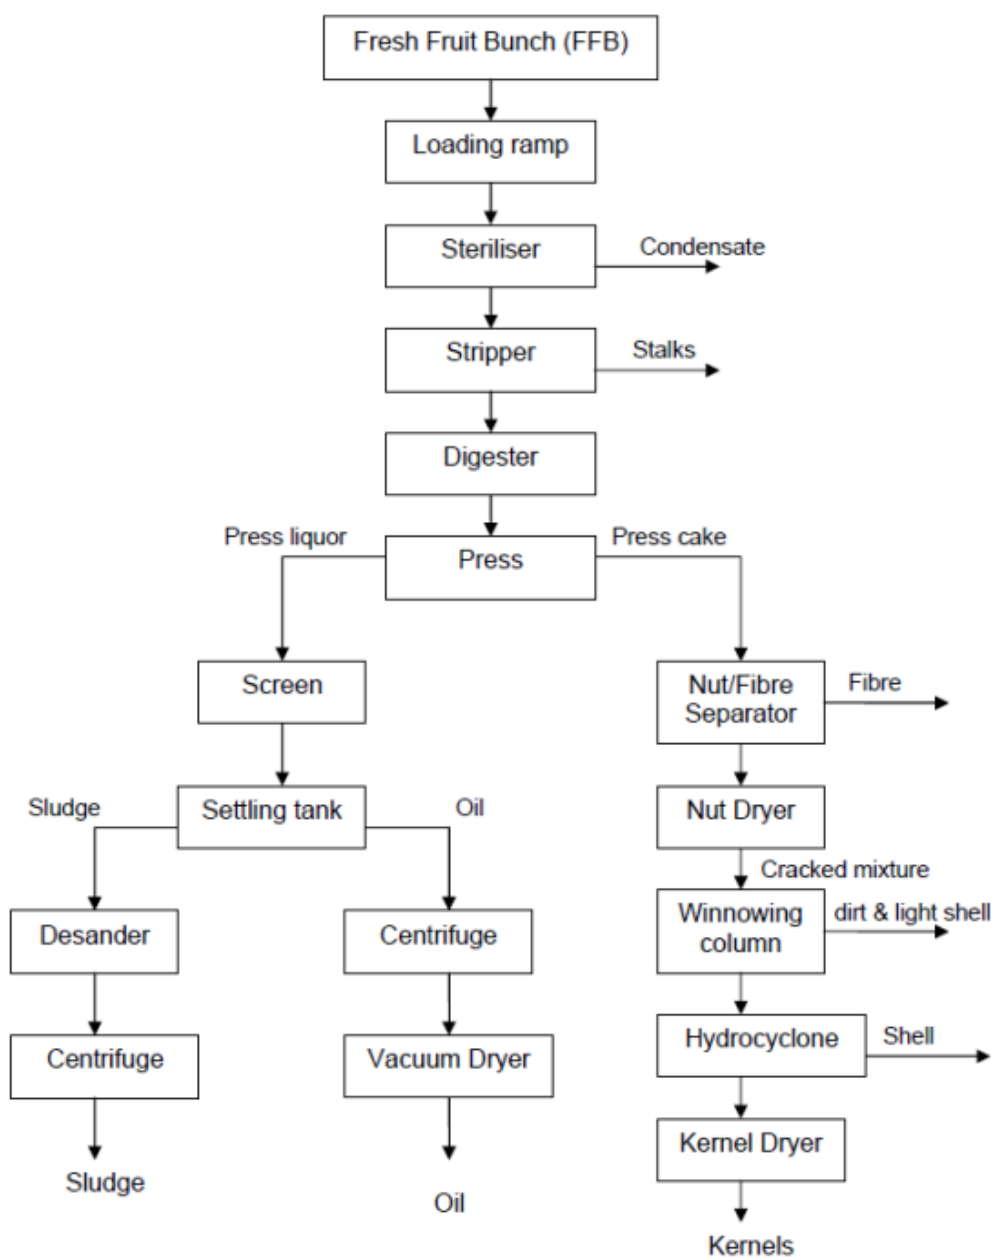 Fresh Fruit Bunch (FFB)
Loading ramp
Steriliser
Condensate
Stripper
Stalks
Digester
Press liquor
Press cake
Press
Screen
Nut/Fibre
Separator
Fibre
Sludge
Settling tank
Oil
Nut Dryer
Cracked mixture
Desander
Centrifuge
Winnowing
column
dirt & light shell
Centrifuge
Vacuum Dryer
Hydrocyclone
Shell
Kernel Dryer
Sludge
Oil
Kernels